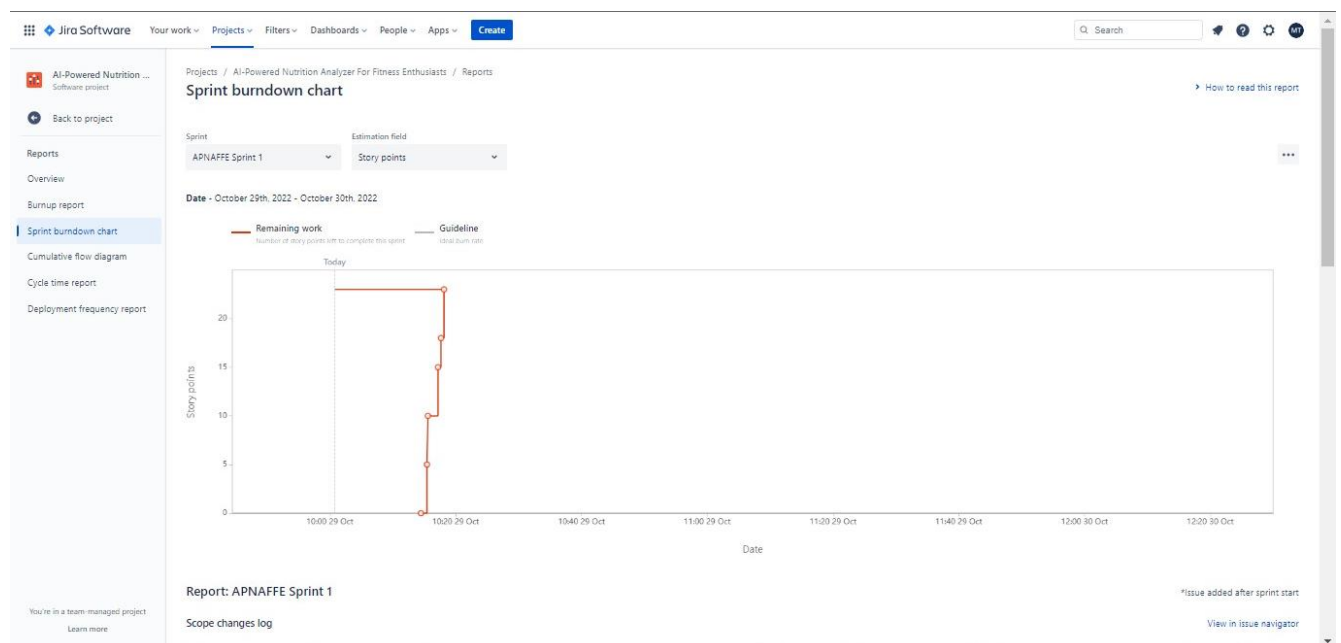 Jira Software Your work Projects Filters Dashboards People Apps Create Search MT
AI-Powered Nutrition ...
Software project
Back to project
Reports
Overview
Burnup report
Sprint burndown chart
Cumulative flow diagram
Cycle time report
Deployment frequency report
You're in a team-managed project
Learn more
Projects / AI-Powered Nutrition Analyzer For Fitness Enthusiasts / Reports
Sprint burndown chart
How to read this report
Sprint Estimation field
APNAFFE Sprint 1 Story points
Date - October 29th, 2022 - October 30th, 2022
Remaining work Guideline
Number of story points left to complete this sprint Ideal burn rate
Today
20
15
10
5
0
Story points
10:00 29 Oct 10:20 29 Oct 10:40 29 Oct 11:00 29 Oct 11:20 29 Oct 11:40 29 Oct 12:00 30 Oct 12:20 30 Oct
Date
Report: APNAFFE Sprint 1 *Issue added after sprint start
Scope changes log View in issue navigator